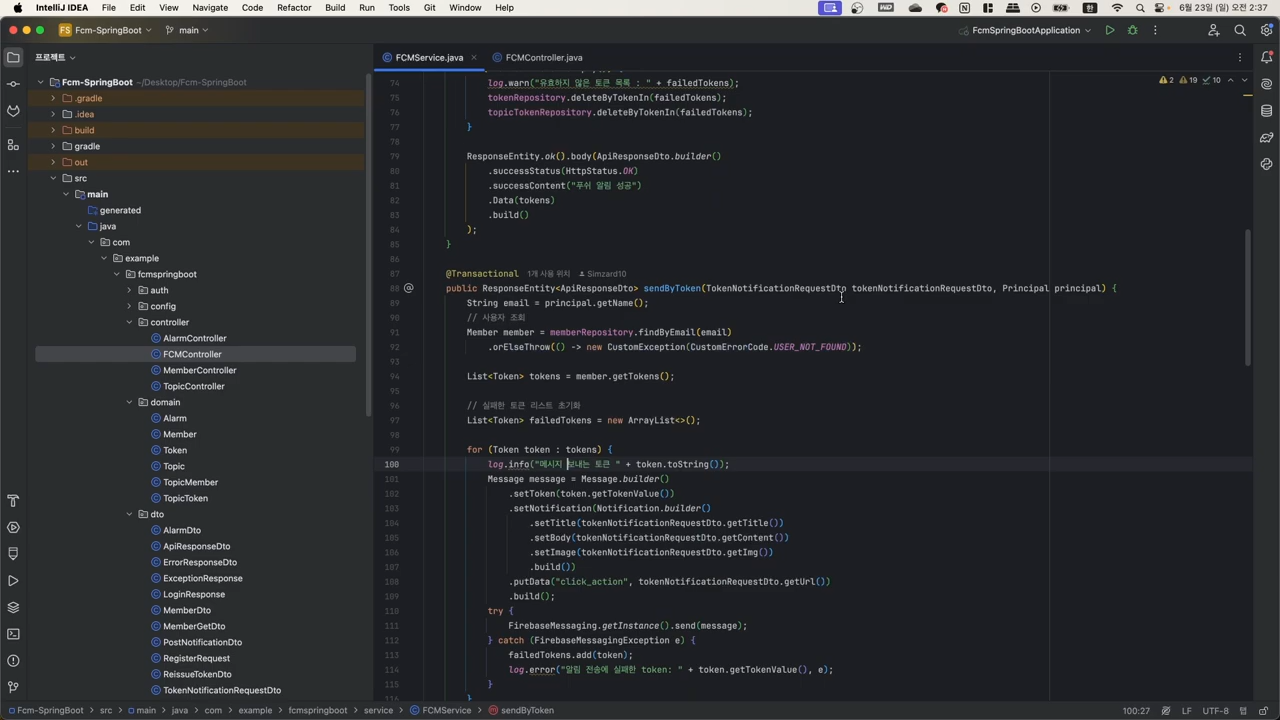 IntelliJ IDEA File Edit View Navigate Code Refactor Build Run Tools Git Window Help 한 6월 23일 (일) 오전 2:37
FS Fcm-SpringBoot main FcmSpringBootApplication
프로젝트
Fcm-SpringBoot ~/Desktop/Fcm-SpringBoot
.gradle
.idea
build
gradle
out
src
main
generated
java
com
example
fcmspringboot
auth
config
controller
AlarmController
FCMController
MemberController
TopicController
domain
Alarm
Member
Token
Topic
TopicMember
TopicToken
dto
AlarmDto
ApiResponseDto
ErrorResponseDto
ExceptionResponse
LoginResponse
MemberDto
MemberGetDto
PostNotificationDto
RegisterRequest
ReissueTokenDto
TokenNotificationRequestDto
FCMService.java FCMController.java
2 19 10
74 log.warn("유효하지 않은 토큰 목록 : " + failedTokens);
75 tokenRepository.deleteByTokenIn(failedTokens);
76 topicTokenRepository.deleteByTokenIn(failedTokens);
77 }
78
79 ResponseEntity.ok().body(ApiResponseDto.builder()
80 .successStatus(HttpStatus.OK)
81 .successContent("푸쉬 알림 성공")
82 .Data(tokens)
83 .build()
84 );
85 }
86
@Transactional 1개 사용 위치 Simzard10
87
88 public ResponseEntity<ApiResponseDto> sendByToken(TokenNotificationRequestDto tokenNotificationRequestDto, Principal principal) {
89 String email = principal.getName();
90 // 사용자 조회
91 Member member = memberRepository.findByEmail(email)
92 .orElseThrow(() -> new CustomException(CustomErrorCode.USER_NOT_FOUND));
93
94 List<Token> tokens = member.getTokens();
95
96 // 실패한 토큰 리스트 초기화
97 List<Token> failedTokens = new ArrayList<>();
98
99 for (Token token : tokens) {
100 log.info("메시지 보내는 토큰 " + token.toString());
101 Message message = Message.builder()
102 .setToken(token.getTokenValue())
103 .setNotification(Notification.builder()
104 .setTitle(tokenNotificationRequestDto.getTitle())
105 .setBody(tokenNotificationRequestDto.getContent())
106 .setImage(tokenNotificationRequestDto.getImg())
107 .build())
108 .putData("click_action", tokenNotificationRequestDto.getUrl())
109 .build();
110 try {
111 FirebaseMessaging.getInstance().send(message);
112 } catch (FirebaseMessagingException e) {
113 failedTokens.add(token);
114 log.error("알림 전송에 실패한 token: " + token.getTokenValue(), e);
115 }
116 }
Fcm-SpringBoot src main java com example fcmspringboot service FCMService sendByToken 100:27 LF UTF-8